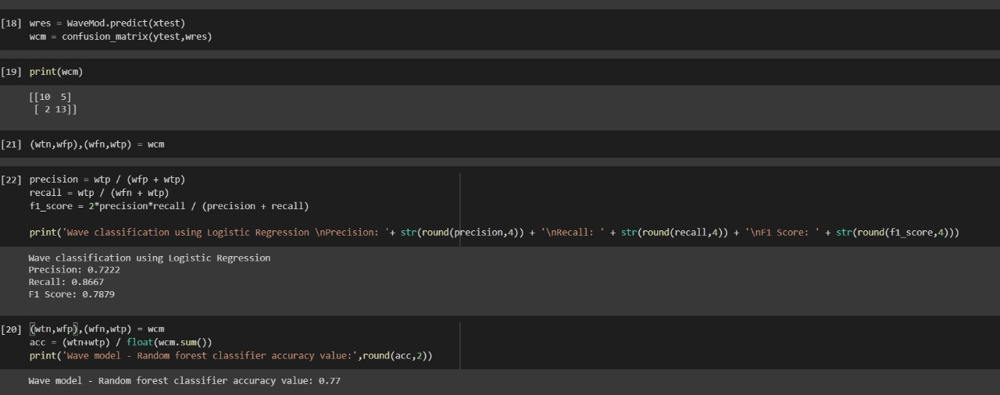 [18] wres = WaveMod.predict(xtest)
wcm = confusion_matrix(ytest,wres)
[19] print(wcm)
[[10  5]
 [ 2 13]]
[21] (wtn,wfp),(wfn,wtp) = wcm
[22] precision = wtp / (wfp + wtp)
recall = wtp / (wfn + wtp)
f1_score = 2*precision*recall / (precision + recall)
print('Wave classification using Logistic Regression \nPrecision: '+ str(round(precision,4)) + '\nRecall: ' + str(round(recall,4)) + '\nF1 Score: ' + str(round(f1_score,4)))
Wave classification using Logistic Regression
Precision: 0.7222
Recall: 0.8667
F1 Score: 0.7879
[20] (wtn,wfp),(wfn,wtp) = wcm
acc = (wtn+wtp) / float(wcm.sum())
print('Wave model - Random forest classifier accuracy value:',round(acc,2))
Wave model - Random forest classifier accuracy value: 0.77